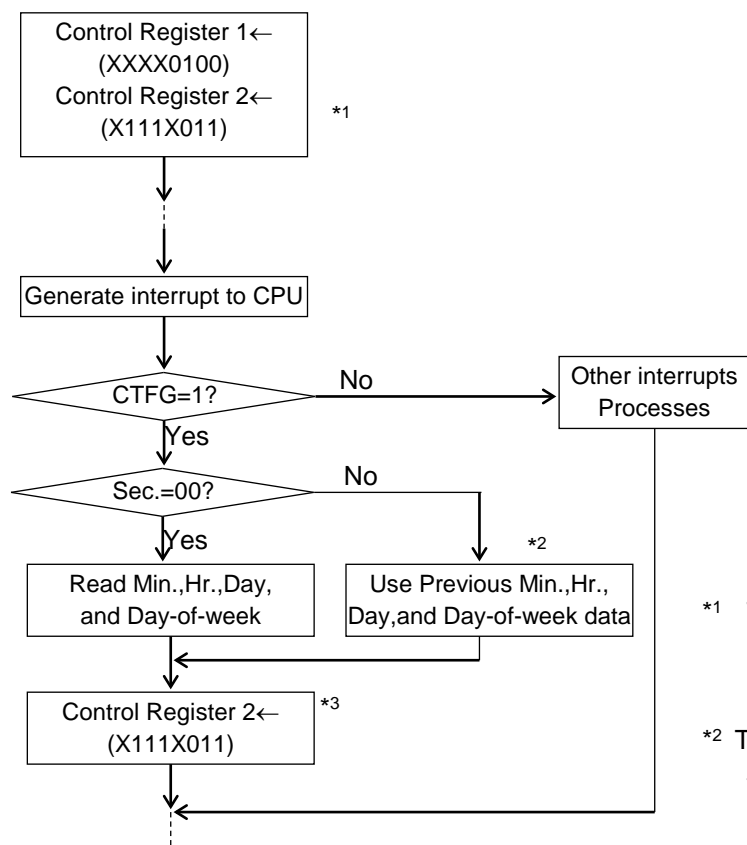 Control Register 1←
(XXXX0100)
Control Register 2←
(X111X011)
*1
Generate interrupt to CPU
CTFG=1?
No
Other interrupts
Processes
Yes
Sec.=00?
No
Yes
*2
Read Min.,Hr.,Day,
and Day-of-week
Use Previous Min.,Hr.,
Day,and Day-of-week data
*1
Control Register 2←
(X111X011)
*3
*2 T